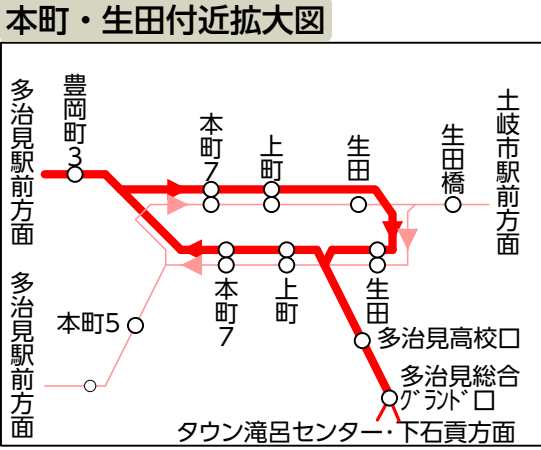 本町・生田付近拡大図
多治見駅前方面
豊岡町3
本町7
上町
生田
生田橋
土岐市駅前方面
多治見駅前方面
本町5
本町7
上町
生田
多治見高校口
多治見総合
グランド口
タウン滝呂センター・下石貢方面